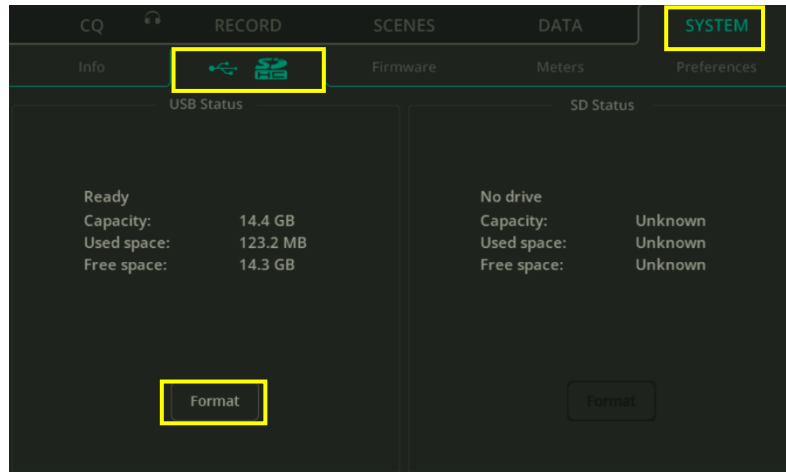 CQ RECORD SCENES DATA SYSTEM
Info SD HC Firmware Meters Preferences
USB Status
SD Status
Ready
Capacity: 14.4 GB
Used space: 123.2 MB
Free space: 14.3 GB
No drive
Capacity: Unknown
Used space: Unknown
Free space: Unknown
Format
Format